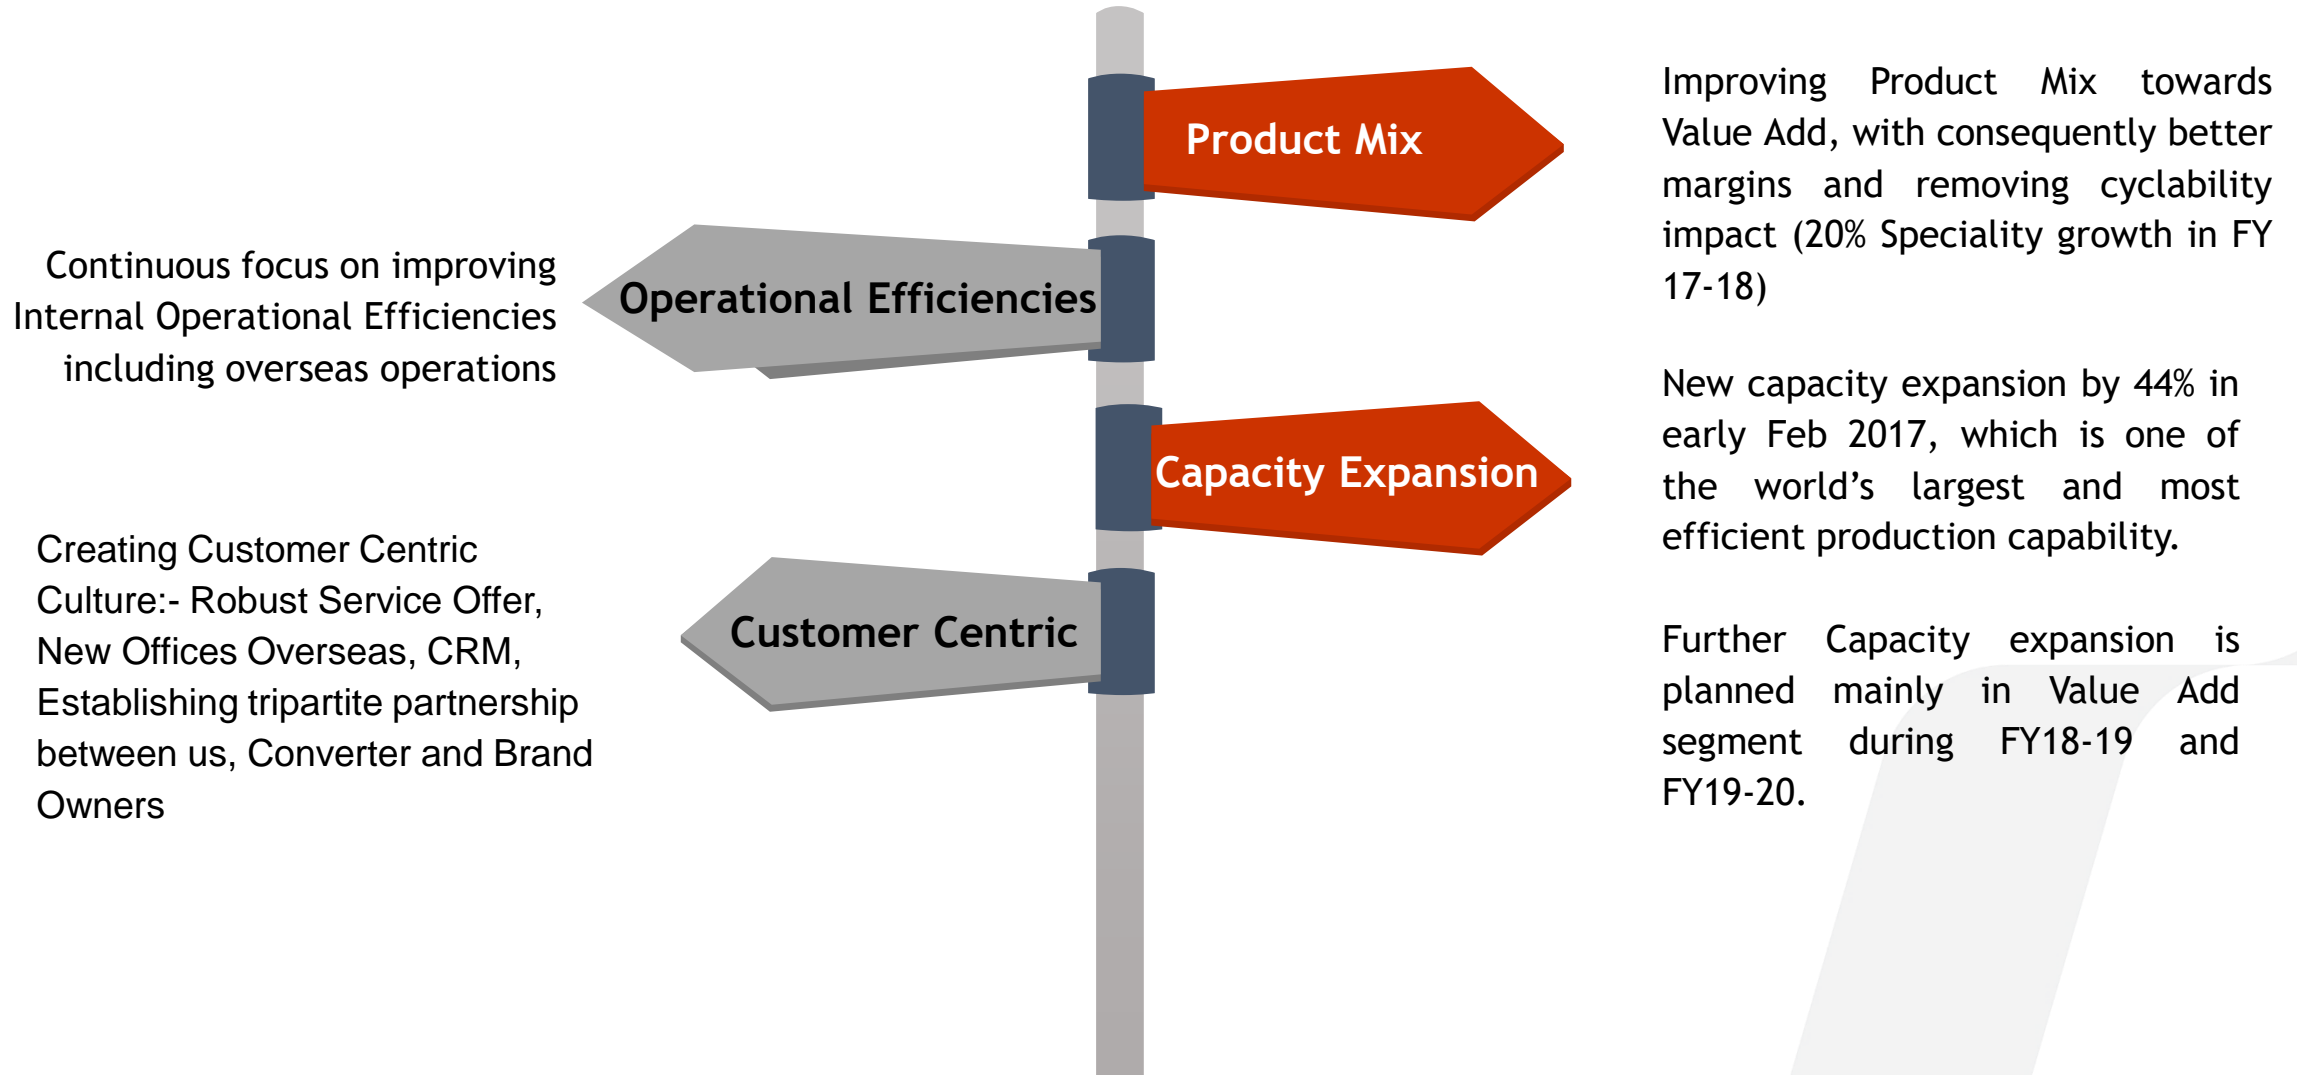 Product Mix
Improving Product Mix towards
Value Add, with consequently better
margins and removing cyclability
impact (20% Speciality growth in FY
17-18)
Continuous focus on improving
Internal Operational Efficiencies
including overseas operations
Operational Efficiencies
Capacity Expansion
New capacity expansion by 44% in
early Feb 2017, which is one of
the world’s largest and most
efficient production capability.
Further Capacity expansion is
planned mainly in Value Add
segment during FY18-19 and
FY19-20.
Creating Customer Centric
Culture:- Robust Service Offer,
New Offices Overseas, CRM,
Establishing tripartite partnership
between us, Converter and Brand
Owners
Customer Centric